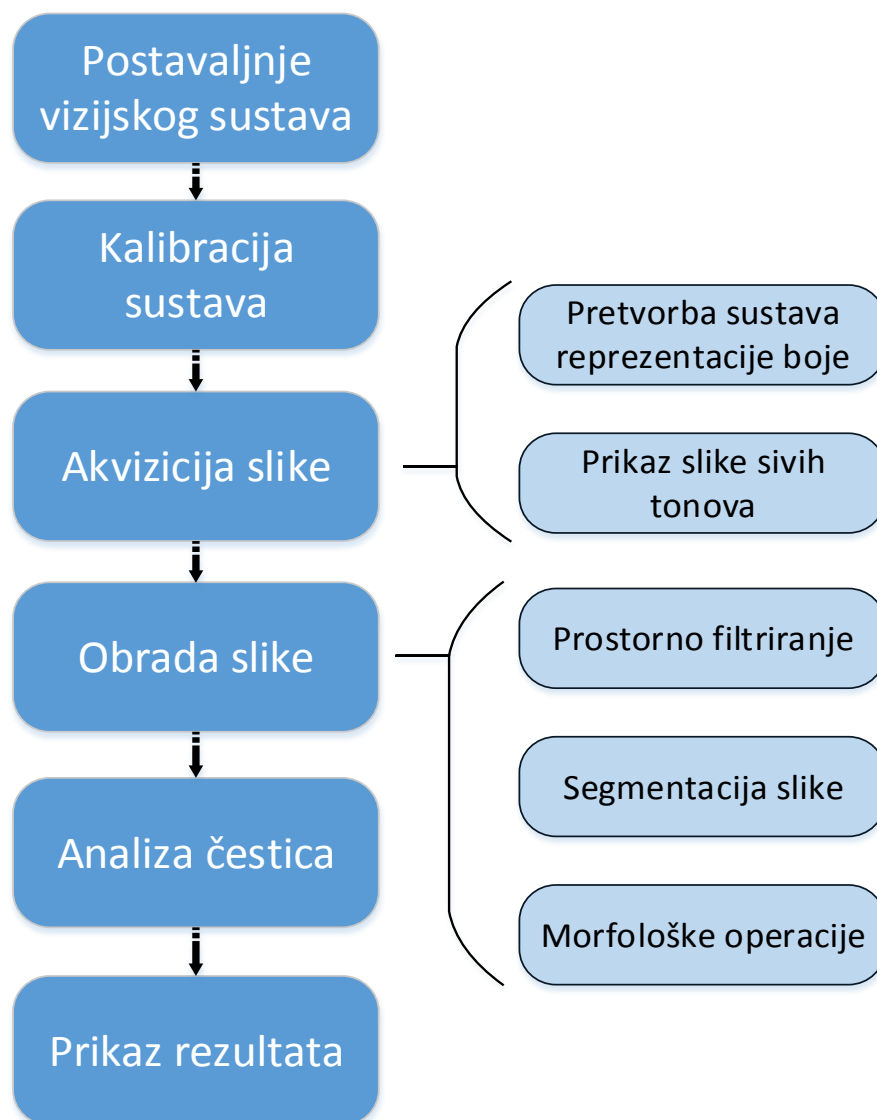 Postavaljnje
vizijskog sustava
Kalibracija
sustava
Akvizicija slike
Pretvorba sustava
reprezentacije boje
Prikaz slike sivih
tonova
Obrada slike
Prostorno filtriranje
Segmentacija slike
Morfološke operacije
Analiza čestica
Prikaz rezultata